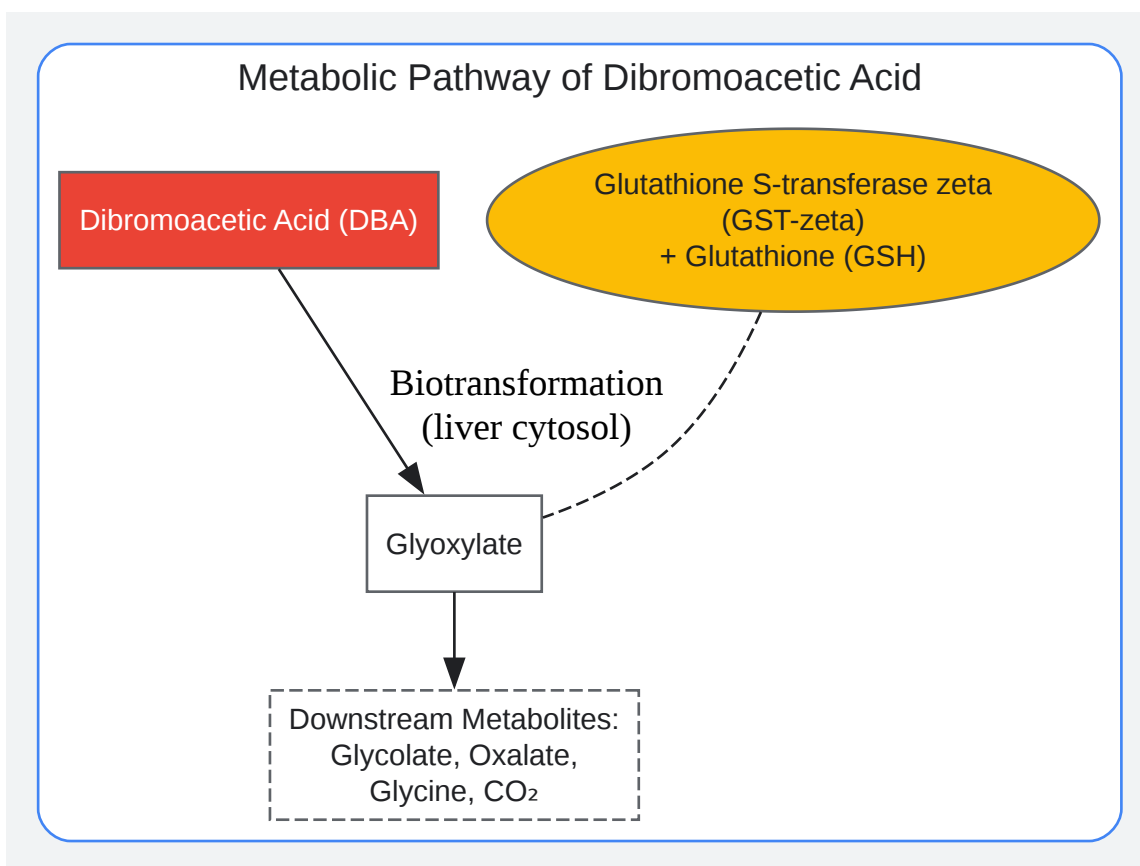 Metabolic Pathway of Dibromoacetic Acid
Dibromoacetic Acid (DBA)
Glutathione S-transferase zeta
(GST-zeta)
+ Glutathione (GSH)
Biotransformation
(liver cytosol)
Glyoxylate
Downstream Metabolites:
Glycolate, Oxalate,
Glycine, CO₂